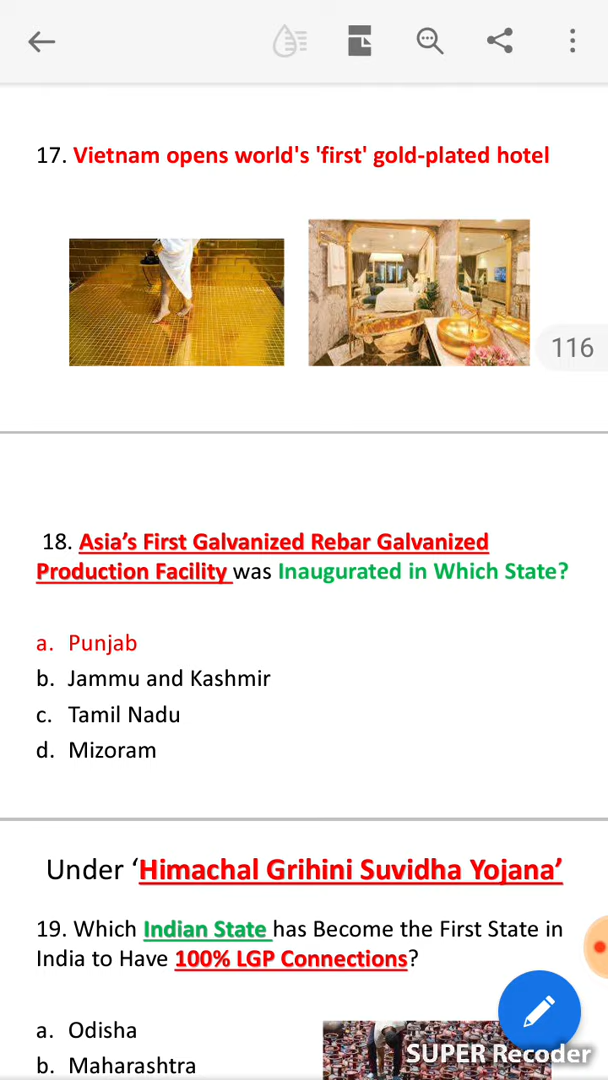 17. Vietnam opens world's 'first' gold-plated hotel
116
18. Asia’s First Galvanized Rebar Galvanized
Production Facility was Inaugurated in Which State?
a. Punjab
b. Jammu and Kashmir
c. Tamil Nadu
d. Mizoram
Under ‘Himachal Grihini Suvidha Yojana’
19. Which Indian State has Become the First State in
India to Have 100% LGP Connections?
a. Odisha
b. Maharashtra
SUPER Recoder